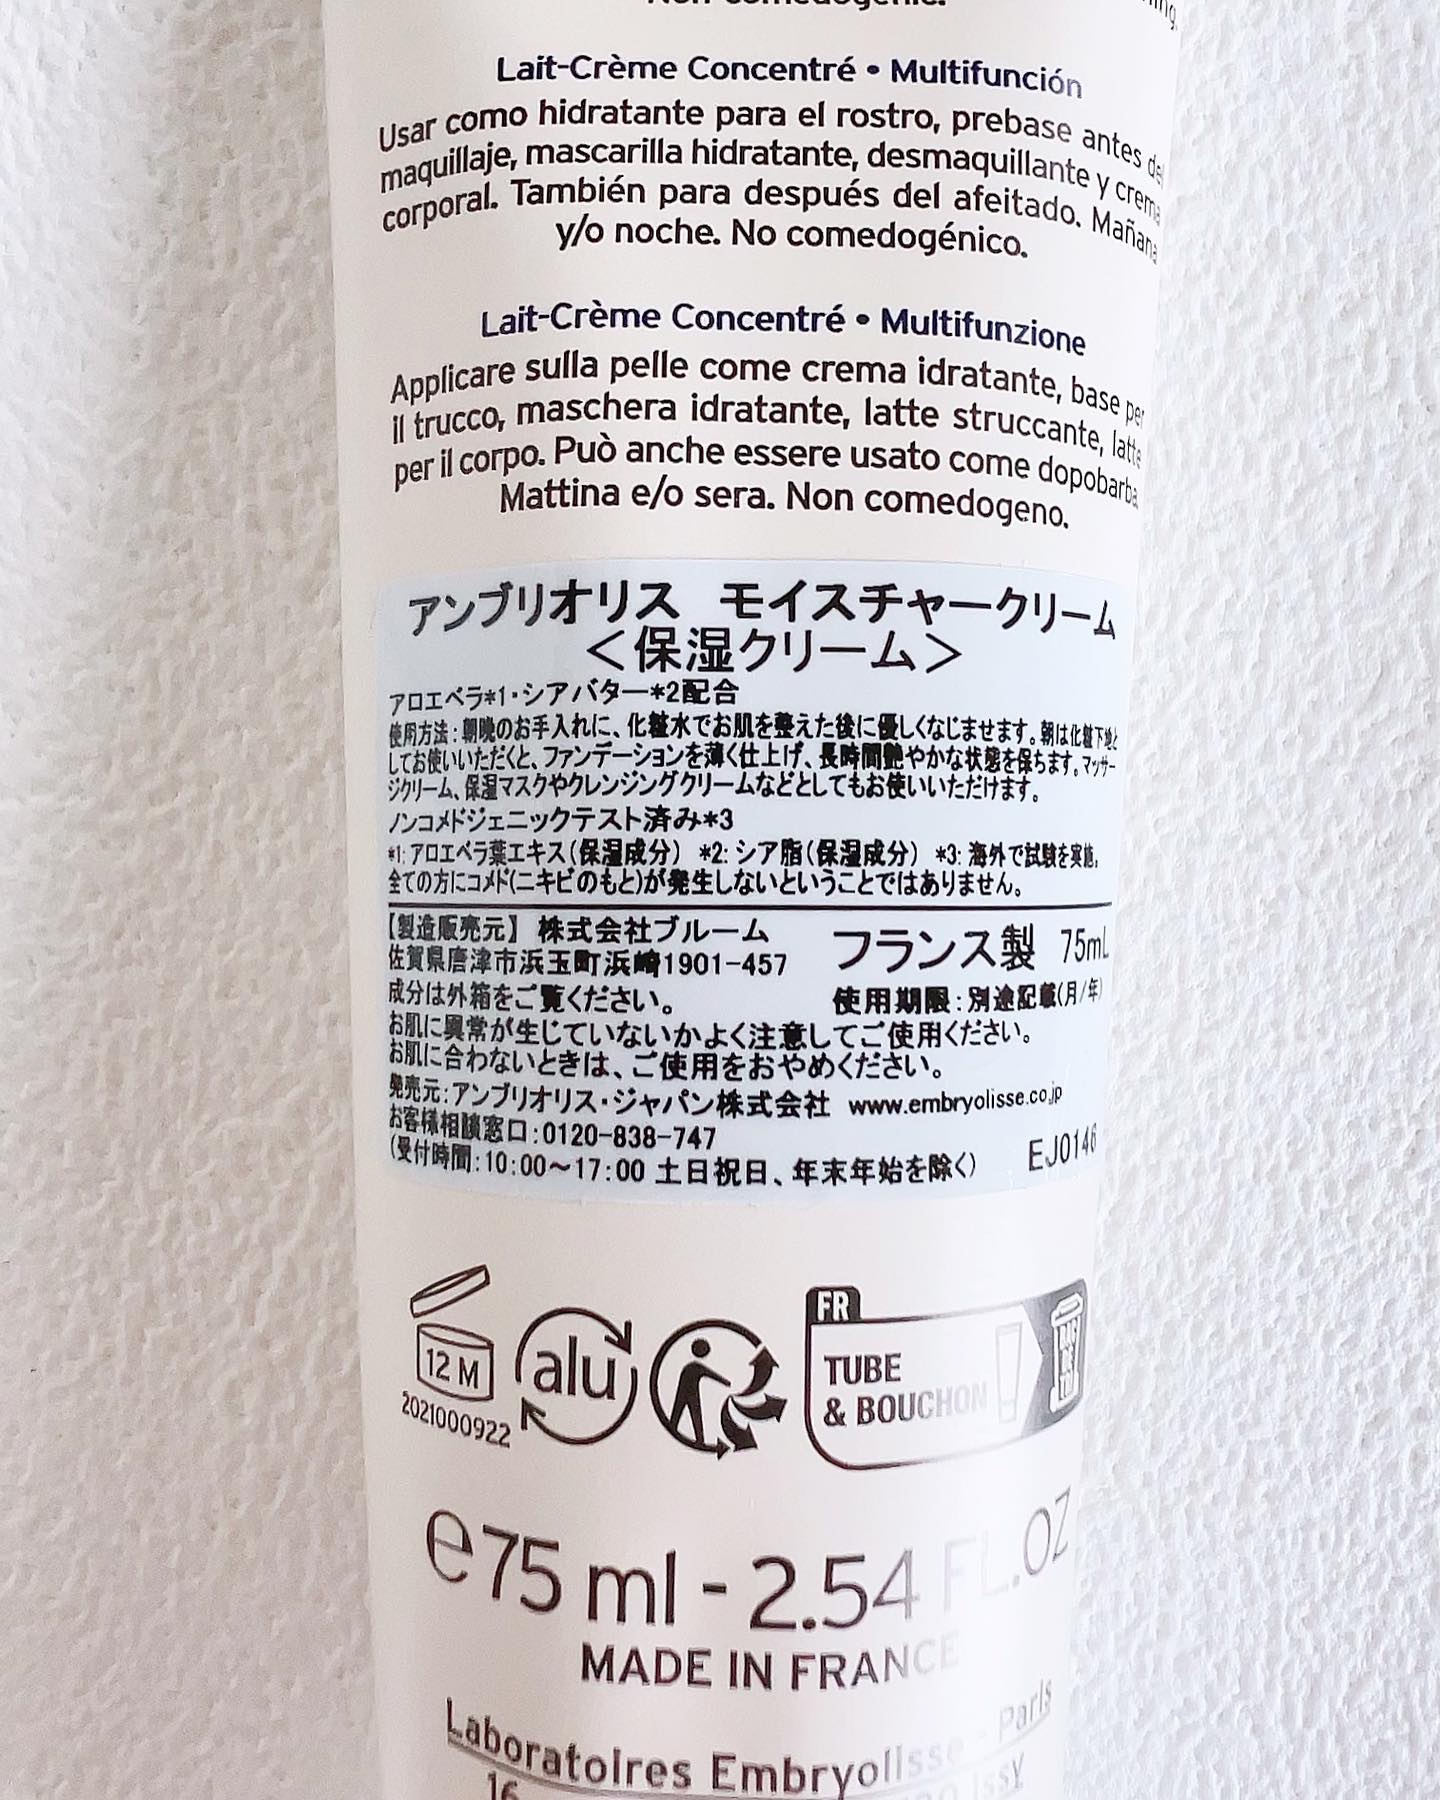 Non comedogenic.
Lait-Crème Concentré • Multifunción
Usar como hidratante para el rostro, prebase antes del
maquillaje, mascarilla hidratante, desmaquillante y crema
corporal. También para después del afeitado. Mañana
y/o noche. No comedogénico.
Lait-Crème Concentré • Multifunzione
Applicare sulla pelle come crema idratante, base per
il trucco, maschera idratante, latte struccante, latte
per il corpo. Può anche essere usato come dopobarba.
Mattina e/o sera. Non comedogeno.
アンブリオリス モイスチャークリーム
＜保湿クリーム＞
アロエベラ*1・シアバター*2配合
使用方法：朝晩のお手入れに、化粧水でお肌を整えた後に優しくなじませます。朝は化粧下地と
してお使いいただくと、ファンデーションを薄く仕上げ、長時間艶やかな状態を保ちます。マッサー
ジクリーム、保湿マスクやクレンジングクリームなどとしてもお使いいただけます。
ノンコメドジェニックテスト済み*3
*1: アロエベラ葉エキス（保湿成分） *2: シア脂（保湿成分） *3: 海外で試験を実施。
全ての方にコメド(ニキビのもと)が発生しないということではありません。
【製造販売元】 株式会社ブルーム
佐賀県唐津市浜玉町浜崎1901-457
フランス製 75mL
成分は外箱をご覧ください。
使用期限：別途記載(月/年)
お肌に異常が生じていないかよく注意してご使用ください。
お肌に合わないときは、ご使用をおやめください。
発売元：アンブリオリス・ジャパン株式会社 www.embryolisse.co.jp
お客様相談窓口：0120-838-747
(受付時間：10:00～17:00 土日祝日、年末年始を除く)
EJ0146
12 M
2021000922
alu
FR
TUBE
& BOUCHON
e75 ml - 2.54 FL.OZ
MADE IN FRANCE
Laboratoires Embryolisse - Paris
16
Issy